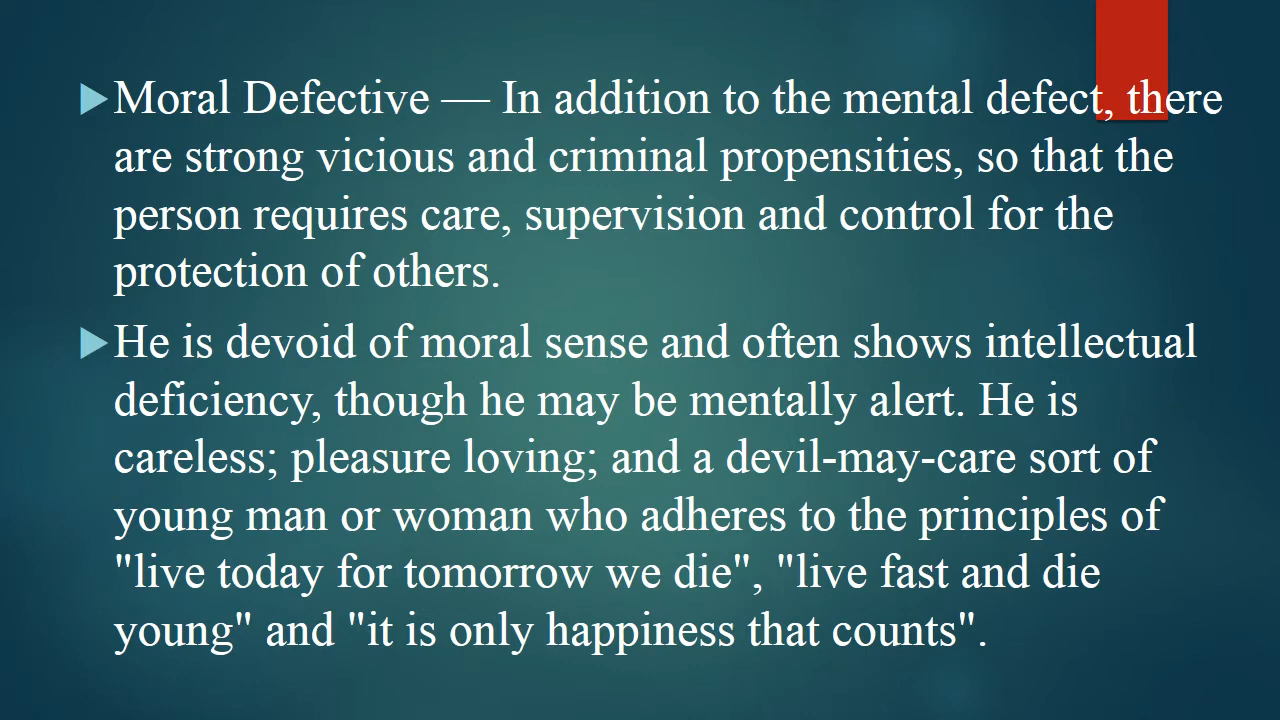 Moral Defective — In addition to the mental defect, there
are strong vicious and criminal propensities, so that the
person requires care, supervision and control for the
protection of others.
He is devoid of moral sense and often shows intellectual
deficiency, though he may be mentally alert. He is
careless; pleasure loving; and a devil-may-care sort of
young man or woman who adheres to the principles of
"live today for tomorrow we die", "live fast and die
young" and "it is only happiness that counts".